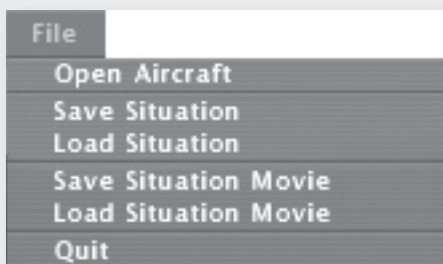 File
Open Aircraft
Save Situation
Load Situation
Save Situation Movie
Load Situation Movie
Quit